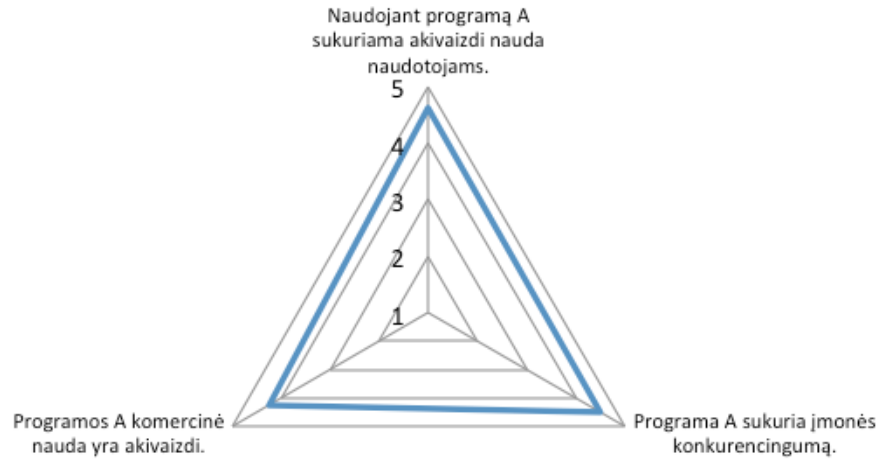 Naudojant programą A
sukuriama akivaizdi nauda
naudotojams.
5
4
3
2
1
Programos A komercinė
nauda yra akivaizdi.
Programa A sukuria įmonės
konkurencingumą.